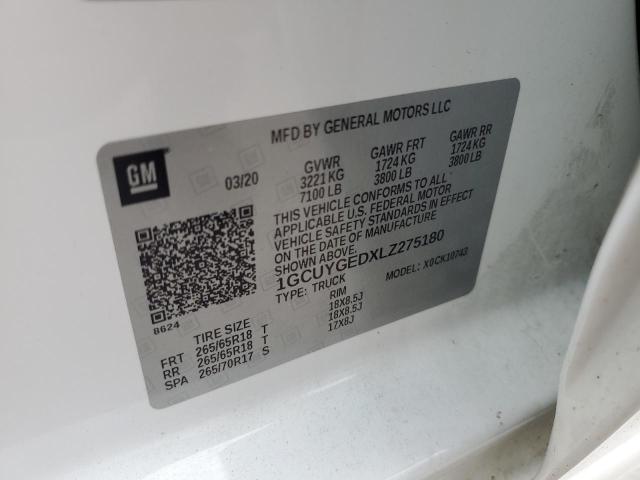 MFD BY GENERAL MOTORS LLC
GM
03/20
GVWR
3221 KG
7100 LB
GAWR FRT
1724 KG
3800 LB
GAWR RR
1724 KG
3800 LB
THIS VEHICLE CONFORMS TO ALL
APPLICABLE U.S. FEDERAL MOTOR
VEHICLE SAFETY STANDARDS IN EFFECT
ON THE DATE OF MANUFACTURE
SHOWN ABOVE.
1GCUYGEDXLZ275180
TYPE: TRUCK
MODEL: X0CK10743
8624
TIRE SIZE RIM
FRT 265/65R18 T 18X8.5J
RR 265/65R18 T 18X8.5J
SPA 265/70R17 S 17X8J